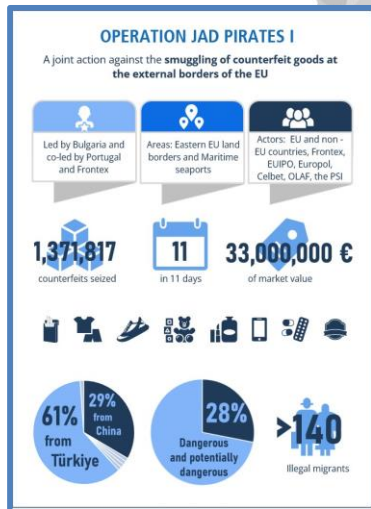 OPERATION JAD PIRATES I
A joint action against the smuggling of counterfeit goods at
the external borders of the EU
Led by Bulgaria and
co-led by Portugal
and Frontex
Areas: Eastern EU land
borders and Maritime
seaports
Actors: EU and non -
EU countries, Frontex,
EUIPO, Europol,
Celbet, OLAF, the PSI
1,371,817
counterfeits seized
11
in 11 days
33,000,000 €
of market value
61%
from
Türkiye
29%
from
China
28%
Dangerous
and potentially
dangerous
>140
Illegal migrants